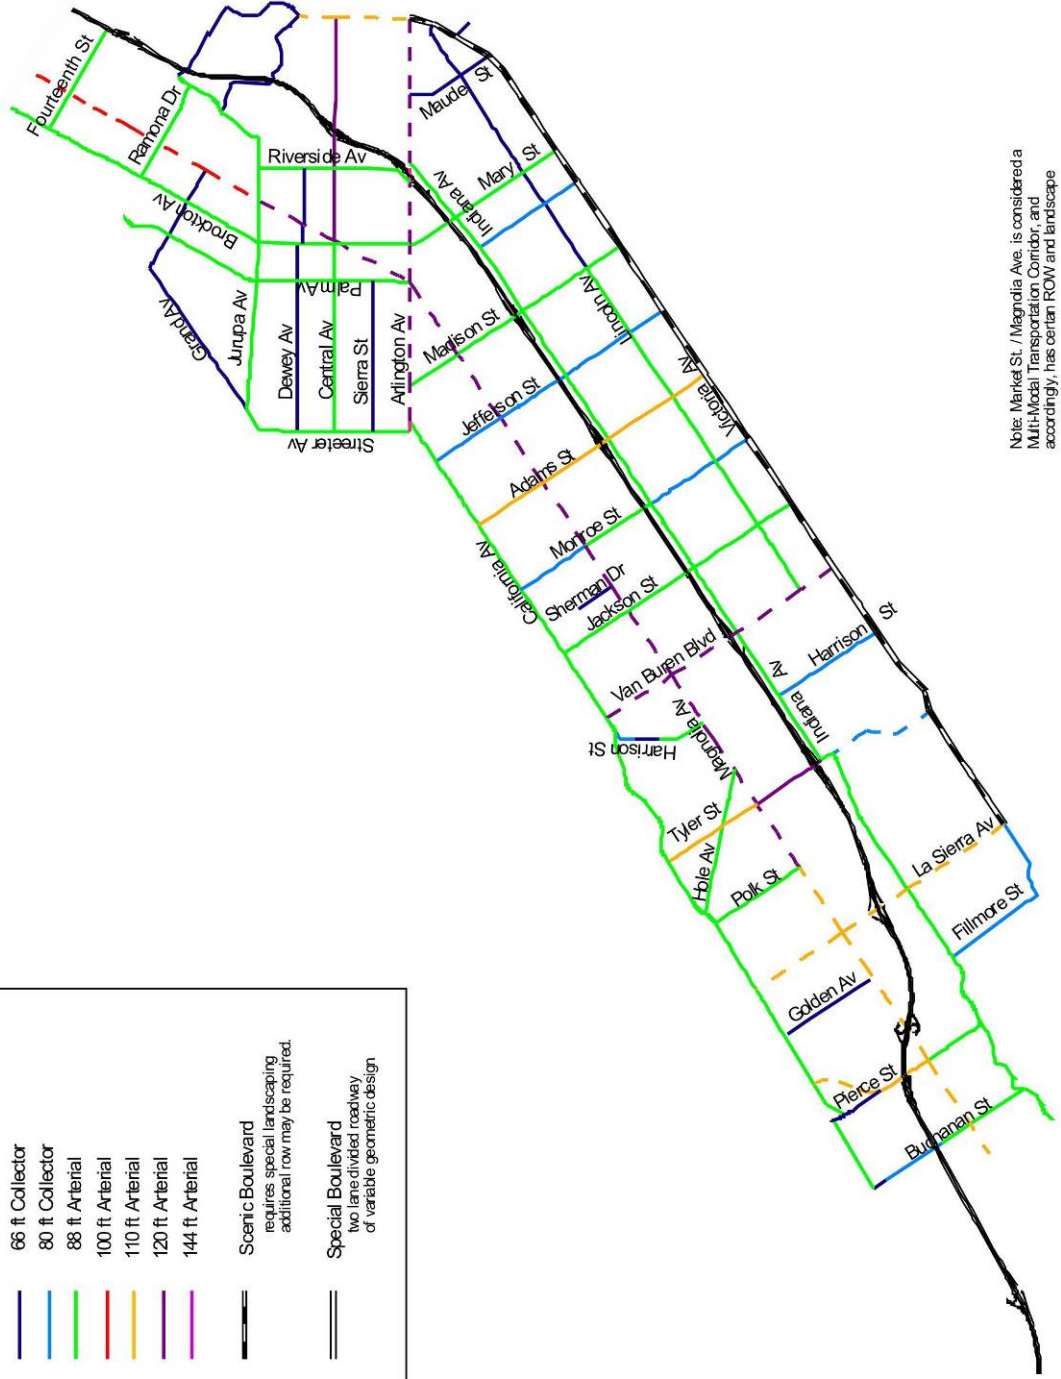 Fourteenth St
Ramona Dr
Brockton Av
Grand Av
Riverside Av
Palm Av
Jurupa Av
Dewey Av
Central Av
Sierra St
Arlington Av
Streeter Av
Maude St
Mary St
Indiana Av
Madison St
Lincoln Av
Jefferson St
Victoria Av
Adams St
Monroe St
California Av
Sherman Dr
Jackson St
Van Buren Blvd
Harrison St
Indiana Av
Harrison St
Magnolia Av
Tyler St
Hole Av
Polk St
La Sierra Av
Fillmore St
Golden Av
Pierce St
Buchanan St
Note: Market St. / Magnolia Ave. is considered a
Multi-Modal Transportation Corridor, and
accordingly, has certain ROW and landscape
66 ft Collector
80 ft Collector
88 ft Arterial
100 ft Arterial
110 ft Arterial
120 ft Arterial
144 ft Arterial
Scenic Boulevard
requires special landscaping
additional row may be required.
Special Boulevard
two lane divided roadway
of variable geometric design